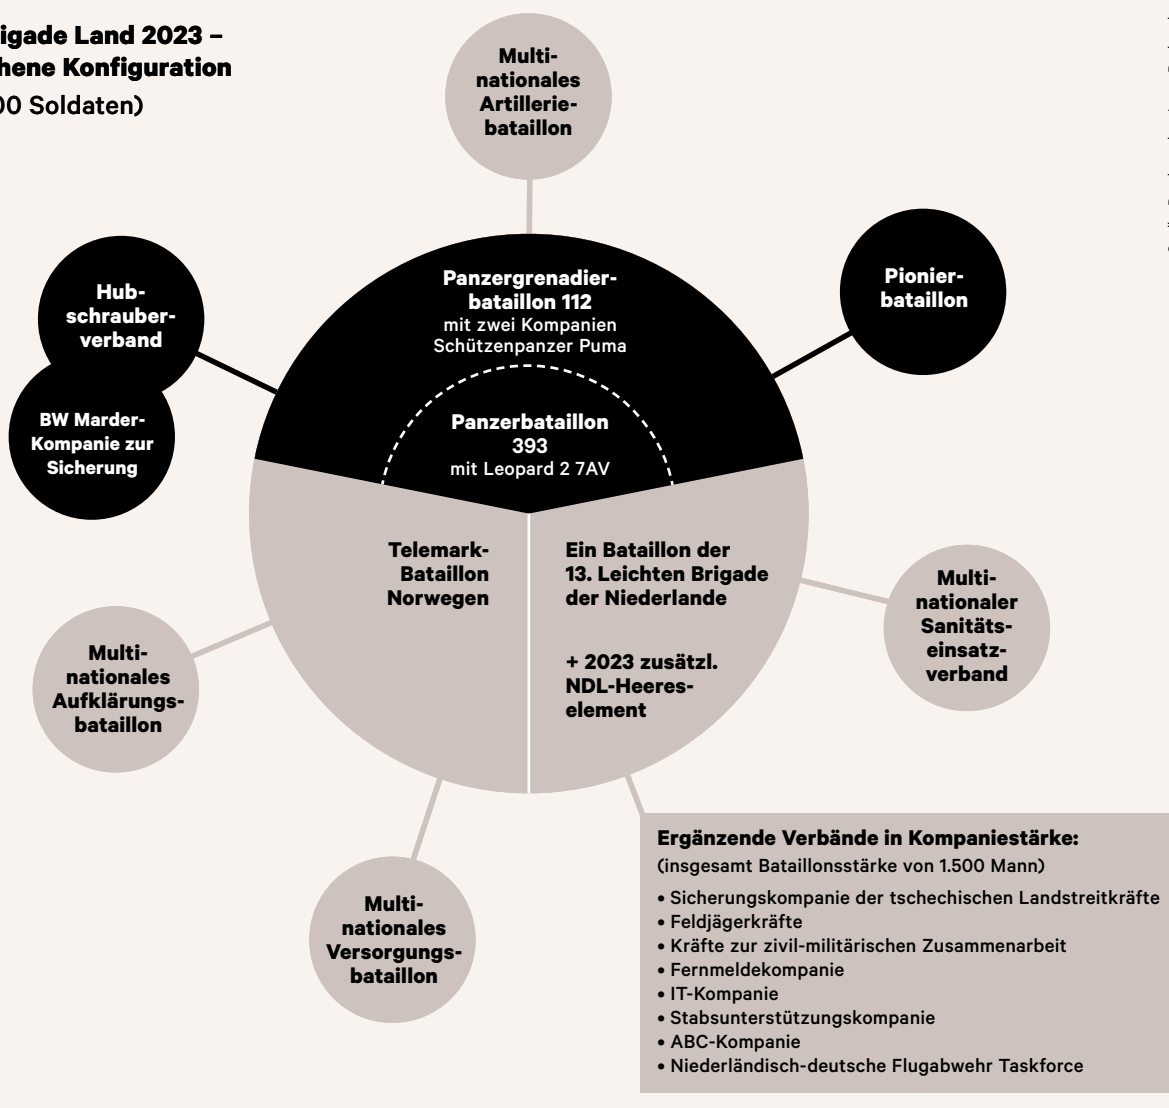 igade Land 2023 –
hene Konfiguration
00 Soldaten)
Multi-
nationales
Artillerie-
bataillon
Hub-
schrauber-
verband
BW Marder-
Kompanie zur
Sicherung
Panzergrenadier-
bataillon 112
mit zwei Kompanien
Schützenpanzer Puma
Panzerbataillon
393
mit Leopard 2 7AV
Pionier-
bataillon
Telemark-
Bataillon
Norwegen
Ein Bataillon der
13. Leichten Brigade
der Niederlande
+ 2023 zusätzl.
NDL-Heeres-
element
Multi-
nationaler
Sanitäts-
einsatz-
verband
Multi-
nationales
Aufklärungs-
bataillon
Multi-
nationales
Versorgungs-
bataillon
Ergänzende Verbände in Kompaniestärke:
(insgesamt Bataillonsstärke von 1.500 Mann)
• Sicherungskompanie der tschechischen Landstreitkräfte
• Feldjägerkräfte
• Kräfte zur zivil-militärischen Zusammenarbeit
• Fernmeldekompanie
• IT-Kompanie
• Stabsunterstützungskompanie
• ABC-Kompanie
• Niederländisch-deutsche Flugabwehr Taskforce